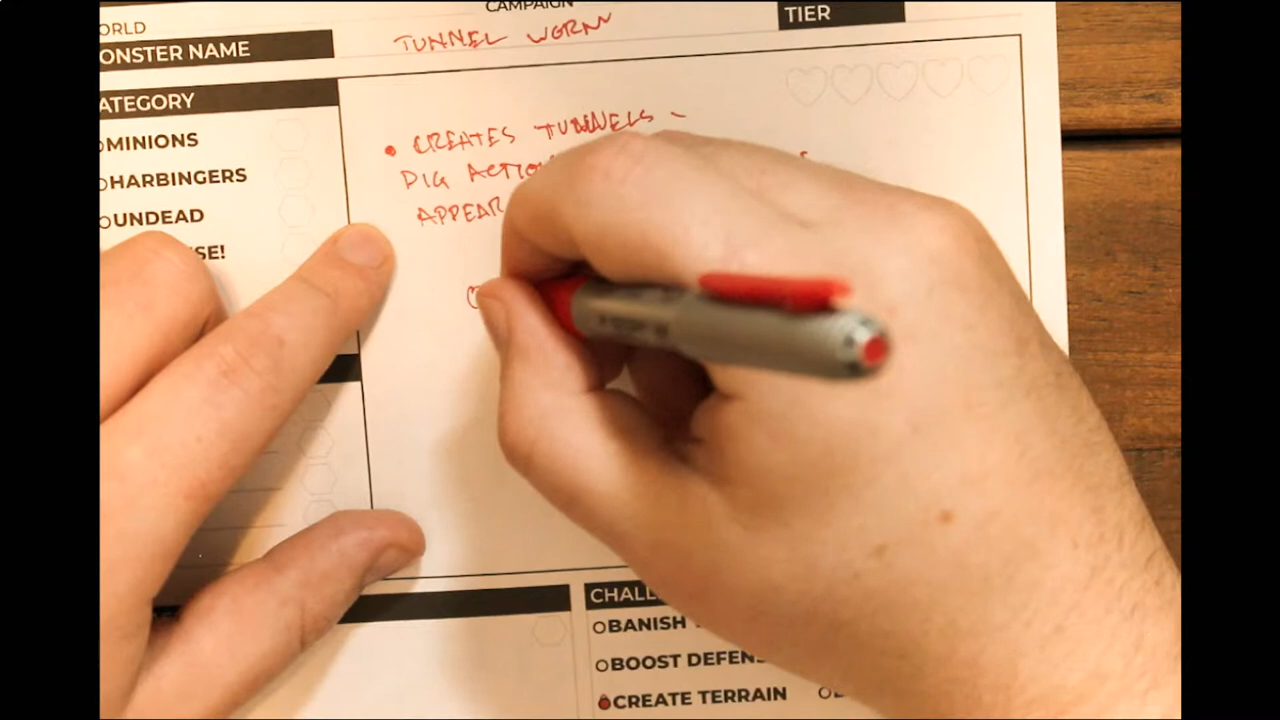 ORLD
CAMPAIGN
TIER
ONSTER NAME
TUNNEL WORM
ATEGORY
MINIONS
HARBINGERS
UNDEAD
SE!
• CREATES TUNNELS -
DIG ACTIO
APPEAR
CHALL
BANISH
BOOST DEFENS
CREATE TERRAIN